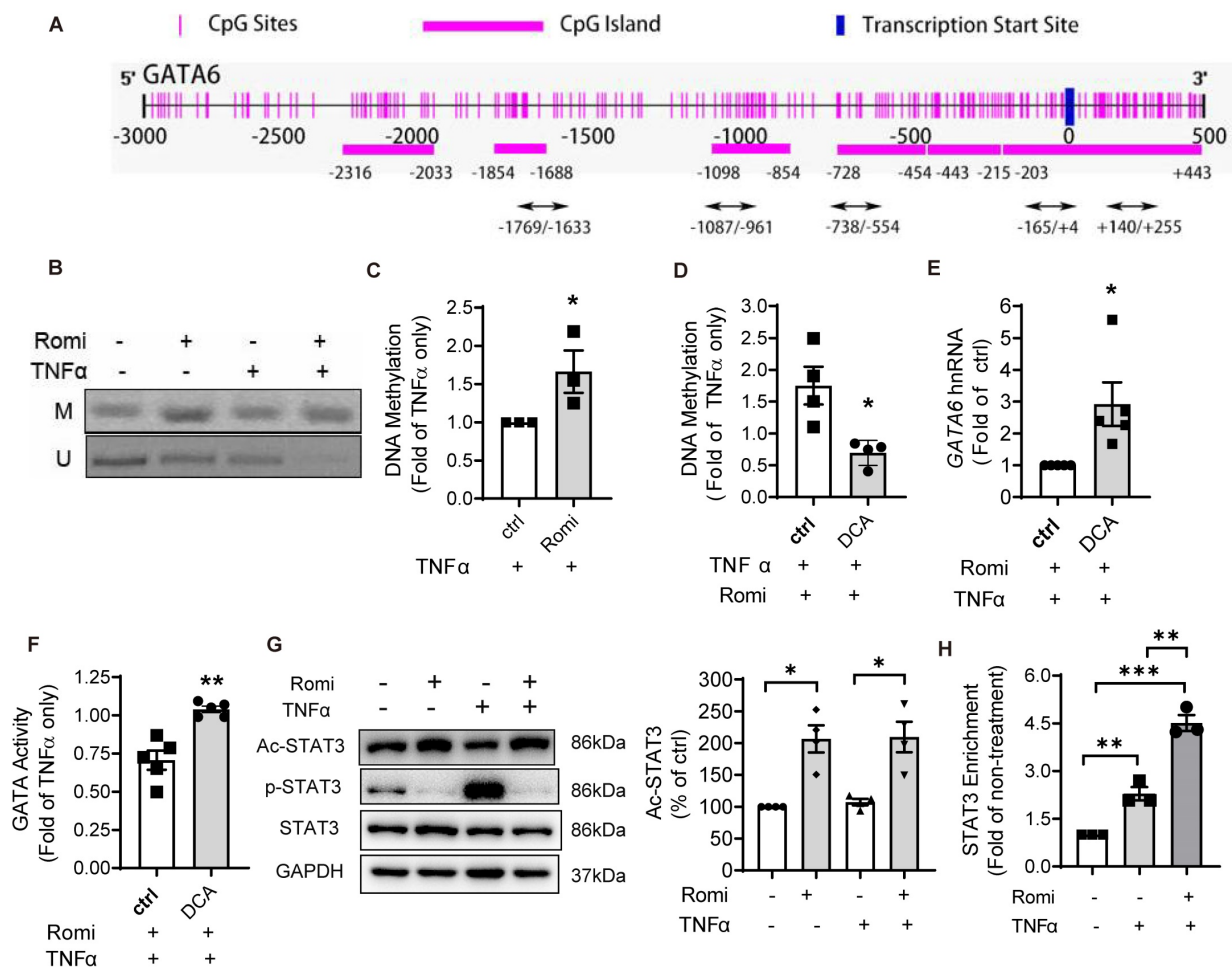 A
CpG Sites
CpG Island
Transcription Start Site
5' GATA6 3'
-3000 -2500 -2000 -1500 -1000 -500 0 500
-2316 -2033 -1854 -1688 -1098 -854 -728 -454 -443 -215 -203 +443
-1769/-1633 -1087/-961 -738/-554 -165/+4 +140/+255
B
Romi - + - +
TNFα - - + +
M
U
C
DNA Methylation
(Fold of TNFα only)
2.5
2.0
1.5
1.0
0.5
0.0
*
ctrl Romi
TNFα + +
D
DNA Methylation
(Fold of TNFα only)
3.0
2.5
2.0
1.5
1.0
0.5
0.0
*
ctrl DCA
TNF α + +
Romi + +
E
GATA6 hnRNA
(Fold of ctrl)
6
5
4
3
2
1
0
*
ctrl DCA
Romi + +
TNFα + +
F
GATA Activity
(Fold of TNFα only)
1.25
1.00
0.75
0.50
0.25
0.00
**
ctrl DCA
Romi + +
TNFα + +
G
Romi - + - +
TNFα - - + +
Ac-STAT3 86kDa
p-STAT3 86kDa
STAT3 86kDa
GAPDH 37kDa
Ac-STAT3
(% of ctrl)
300
250
200
150
100
50
0
* *
Romi - + - +
TNFα - - + +
H
STAT3 Enrichment
(Fold of non-treatment)
6.0
4.5
3.0
1.5
0.0
**
***
**
Romi - - +
TNFα - + +